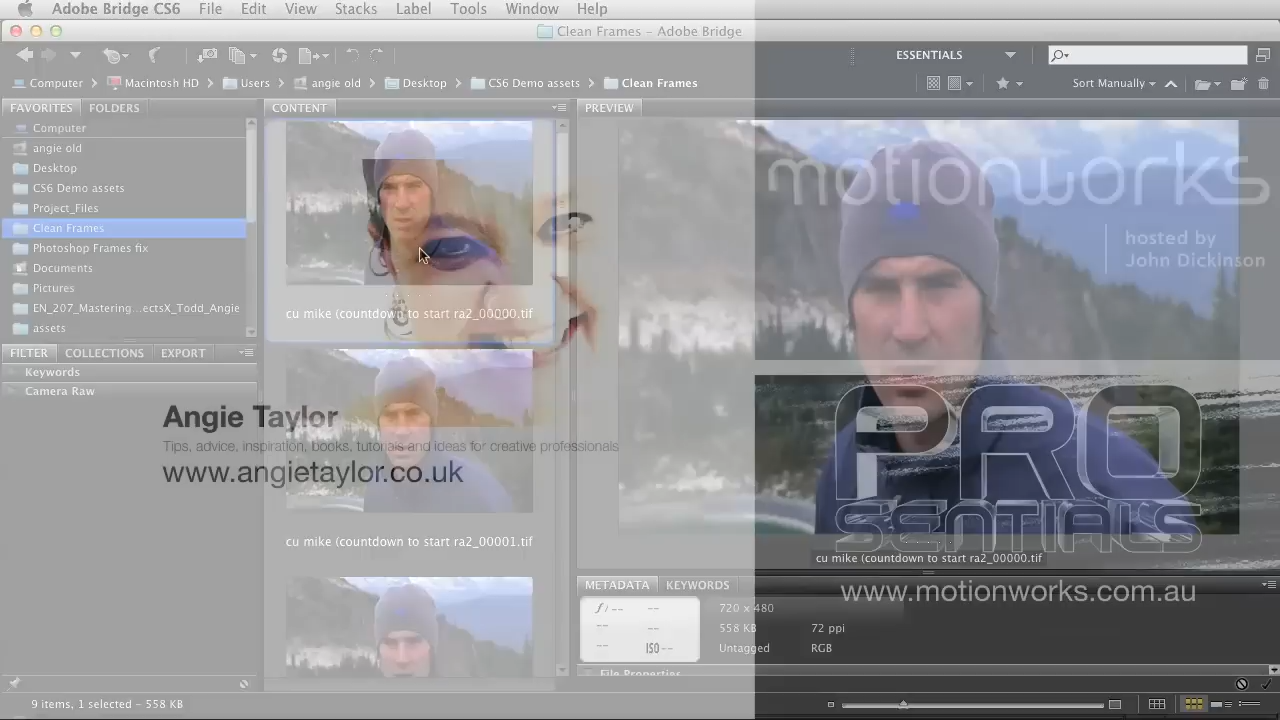 Adobe Bridge CS6 File Edit View Stacks Label Tools Window Help
Clean Frames – Adobe Bridge
ESSENTIALS
Computer Macintosh HD Users angie old Desktop CS6 Demo assets Clean Frames
Sort Manually
FAVORITES FOLDERS
CONTENT
PREVIEW
Computer
angie old
Desktop
CS6 Demo assets
Project_Files
Clean Frames
Photoshop Frames fix
Documents
Pictures
EN_207_Mastering...ectsX_Todd_Angie
assets
FILTER COLLECTIONS EXPORT
Keywords
Camera Raw
cu mike (countdown to start ra2_00000.tif
cu mike (countdown to start ra2_00001.tif
motionworks
hosted by
John Dickinson
Angie Taylor
Tips, advice, inspiration, books, tutorials and ideas for creative professionals
www.angietaylor.co.uk
PRO
SENTIALS
cu mike (countdown to start ra2_00000.tif
www.motionworks.com.au
METADATA KEYWORDS
f/-- --
-- --
-- ISO--
720 x 480
558 KB 72 ppi
Untagged RGB
File Properties
9 items, 1 selected – 558 KB